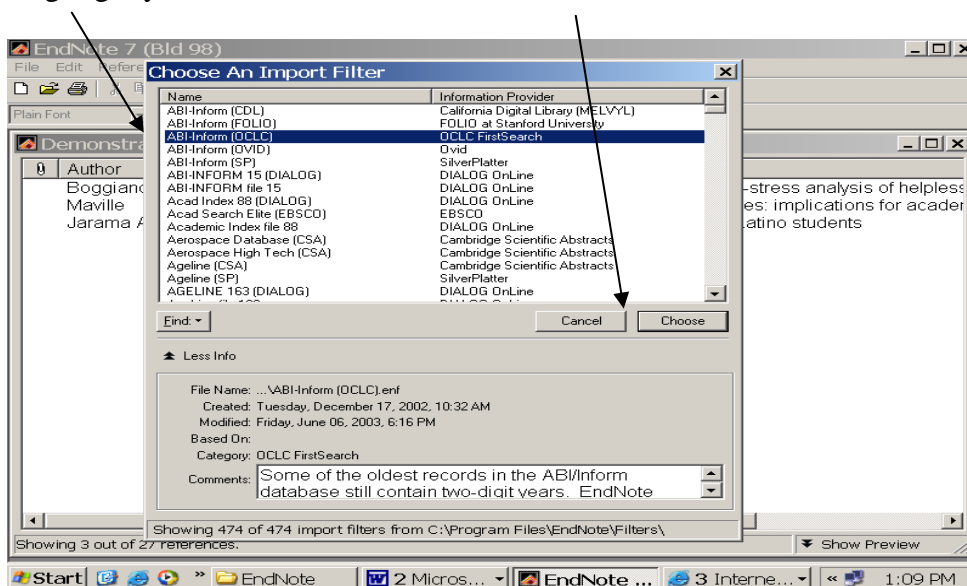 EndNote 7 (Bld 98)
File Edit Refere
Choose An Import Filter
Plain Font
Name Information Provider
ABI-Inform (CDL) California Digital Library (MELVYL)
ABI-Inform (FOLIO) FOLIO at Stanford University
ABI-Inform (OCLC) OCLC FirstSearch
ABI-Inform (OVID) Ovid
ABI-Inform (SP) SilverPlatter
ABI-INFORM 15 (DIALOG) DIALOG OnLine
ABI-INFORM file 15 DIALOG OnLine
Acad Index 88 (DIALOG) DIALOG OnLine
Acad Search Elite (EBSCO) EBSCO
Academic Index file 88 DIALOG OnLine
Aerospace Database (CSA) Cambridge Scientific Abstracts
Aerospace High Tech (CSA) Cambridge Scientific Abstracts
Ageline (CSA) Cambridge Scientific Abstracts
Ageline (SP) SilverPlatter
AGELINE 163 (DIALOG) DIALOG OnLine
Demonstra
Author
Boggiano -stress analysis of helpless
Maville es: implications for acader
Jarama A atino students
Find: Cancel Choose
Less Info
File Name: ...\ABI-Inform (OCLC).enf
Created: Tuesday, December 17, 2002, 10:32 AM
Modified: Friday, June 06, 2003, 6:16 PM
Based On:
Category: OCLC FirstSearch
Comments: Some of the oldest records in the ABI/Inform
database still contain two-digit years. EndNote
Showing 474 of 474 import filters from C:\Program Files\EndNote\Filters\
Showing 3 out of 27 references. Show Preview
Start » EndNote 2 Micros... EndNote ... 3 Interne... « 1:09 PM